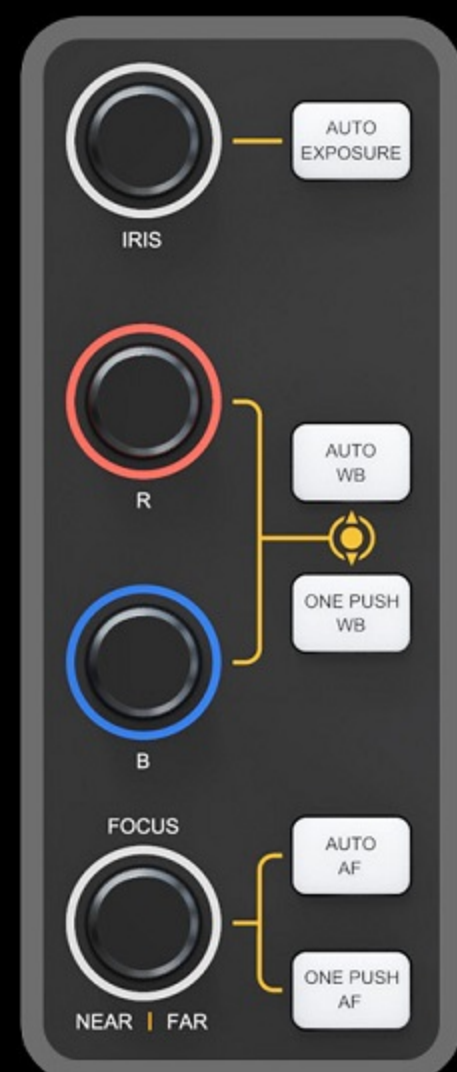 AUTO
EXPOSURE
IRIS
R
AUTO
WB
ONE PUSH
WB
B
FOCUS
AUTO
AF
ONE PUSH
AF
NEAR | FAR